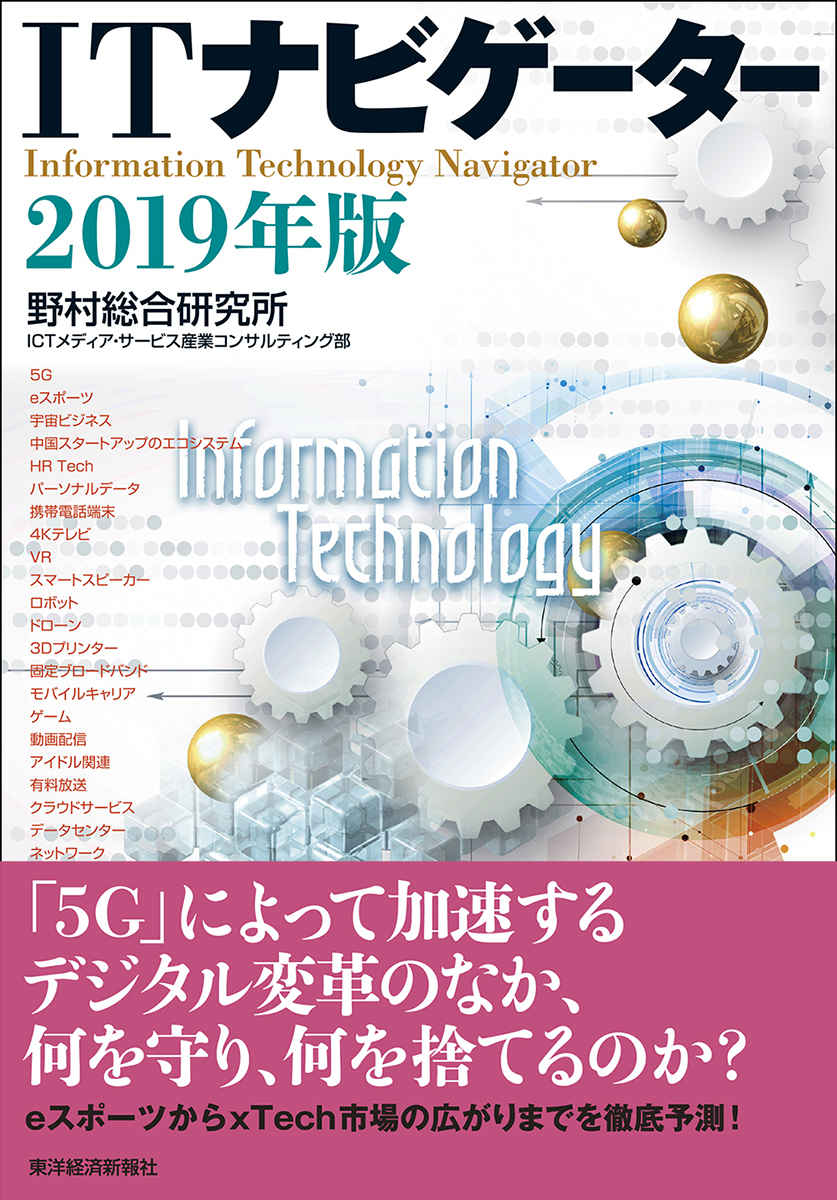 ITナビゲーター
Information Technology Navigator
2019年版
野村総合研究所
ICTメディア・サービス産業コンサルティング部
5G
eスポーツ
宇宙ビジネス
中国スタートアップのエコシステム
HR Tech
パーソナルデータ
携帯電話端末
4Kテレビ
VR
スマートスピーカー
ロボット
ドローン
3Dプリンター
固定ブロードバンド
モバイルキャリア
ゲーム
動画配信
アイドル関連
有料放送
クラウドサービス
データセンター
ネットワーク
Information
Technology
「5G」によって加速する
デジタル変革のなか、
何を守り、何を捨てるのか？
eスポーツからxTech市場の広がりまでを徹底予測！
東洋経済新報社